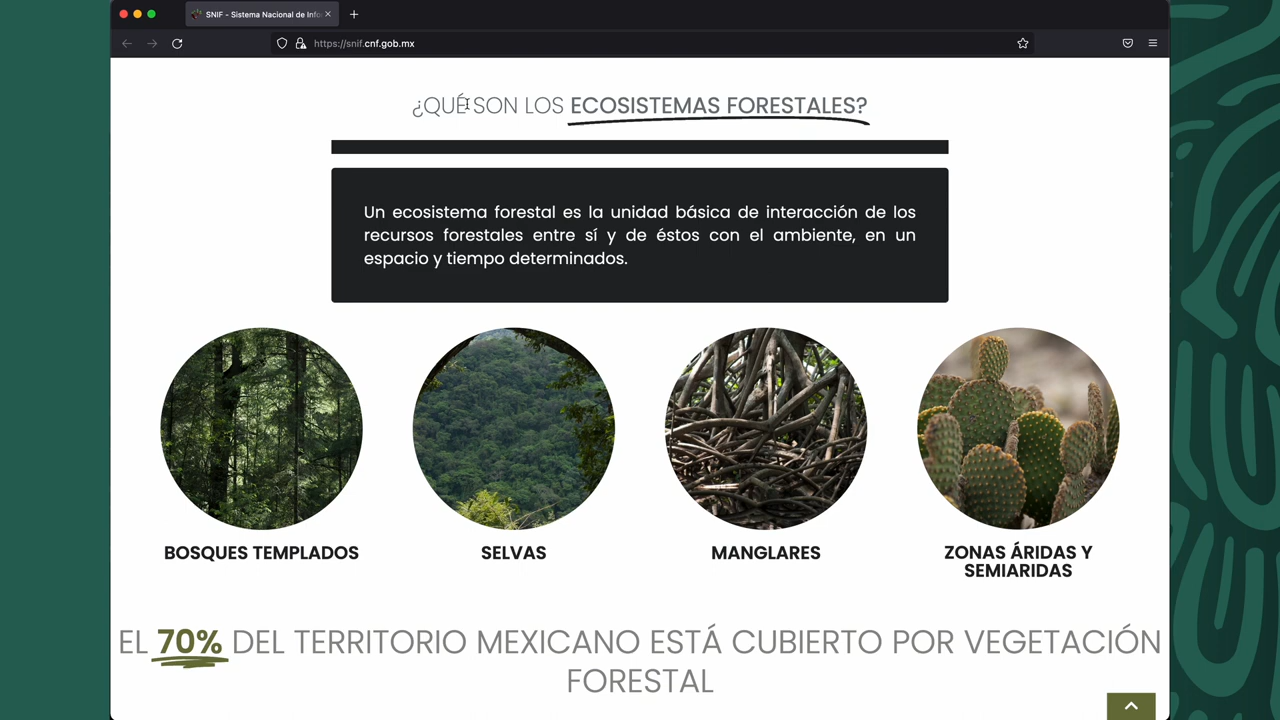 SNIF - Sistema Nacional de Info
https://snif.cnf.gob.mx
¿QUÉ SON LOS ECOSISTEMAS FORESTALES?
Un ecosistema forestal es la unidad básica de interacción de los
recursos forestales entre sí y de éstos con el ambiente, en un
espacio y tiempo determinados.
BOSQUES TEMPLADOS
SELVAS
MANGLARES
ZONAS ÁRIDAS Y
SEMIARIDAS
EL 70% DEL TERRITORIO MEXICANO ESTÁ CUBIERTO POR VEGETACIÓN
FORESTAL